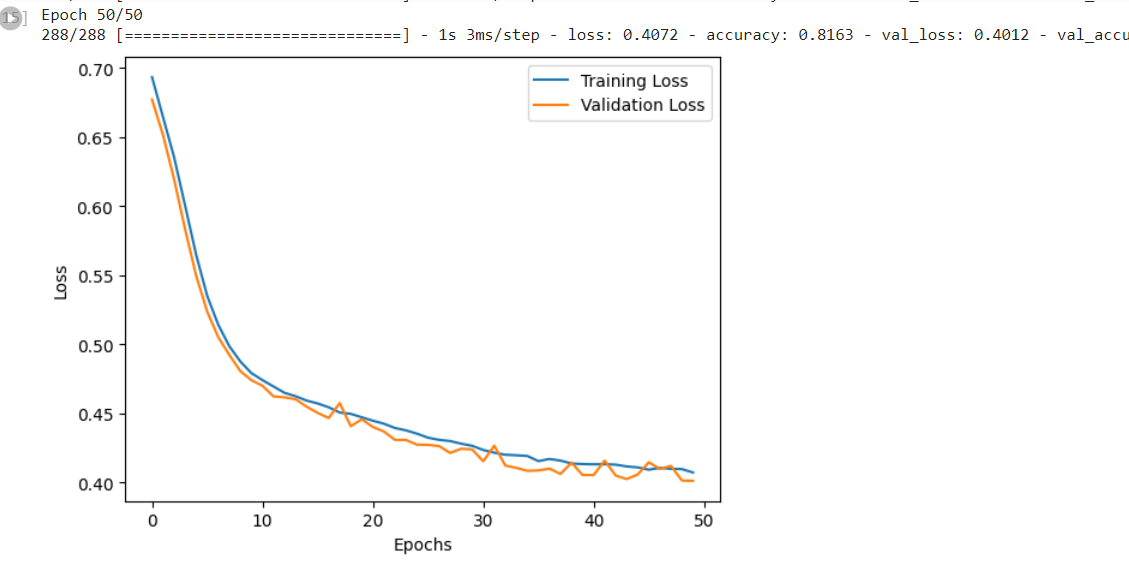 15]
Epoch 50/50
288/288 [==============================] - 1s 3ms/step - loss: 0.4072 - accuracy: 0.8163 - val_loss: 0.4012 - val_accu
0.70
Training Loss
Validation Loss
0.65
0.60
0.55
Loss
0.50
0.45
0.40
0 10 20 30 40 50
Epochs